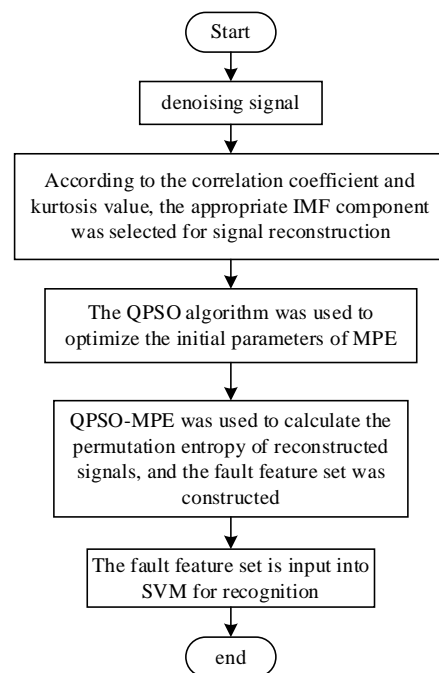 Start
denoising signal
According to the correlation coefficient and
kurtosis value, the appropriate IMF component
was selected for signal reconstruction
The QPSO algorithm was used to
optimize the initial parameters of MPE
QPSO-MPE was used to calculate the
permutation entropy of reconstructed
signals, and the fault feature set was
constructed
The fault feature set is input into
SVM for recognition
end